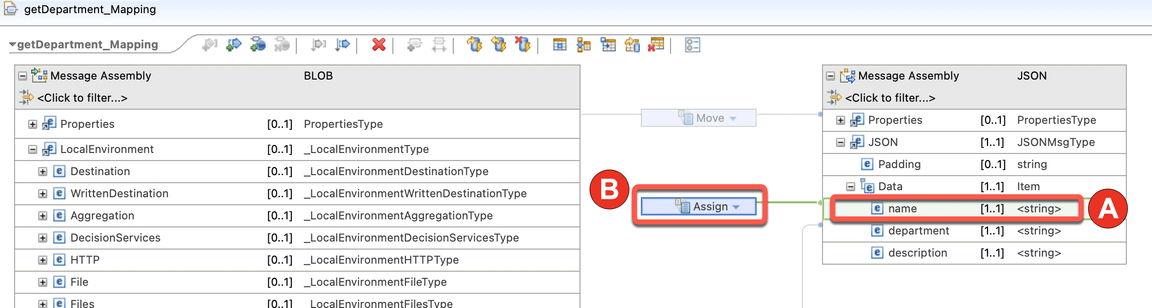 getDepartment_Mapping
getDepartment_Mapping
Message Assembly BLOB
<Click to filter...>
Properties [0..1] PropertiesType
LocalEnvironment [0..1] _LocalEnvironmentType
Destination [0..1] _LocalEnvironmentDestinationType
WrittenDestination [0..1] _LocalEnvironmentWrittenDestinationType
Aggregation [0..1] _LocalEnvironmentAggregationType
DecisionServices [0..1] _LocalEnvironmentDecisionServicesType
HTTP [0..1] _LocalEnvironmentHTTPType
File [0..1] _LocalEnvironmentFileType
Files [0..1] _LocalEnvironmentFilesType
Move
B
Assign
Message Assembly JSON
<Click to filter...>
Properties [0..1] PropertiesType
JSON [1..1] JSONMsgType
Padding [0..1] string
Data [1..1] Item
name [1..1] <string>
A
department [1..1] <string>
description [1..1] <string>